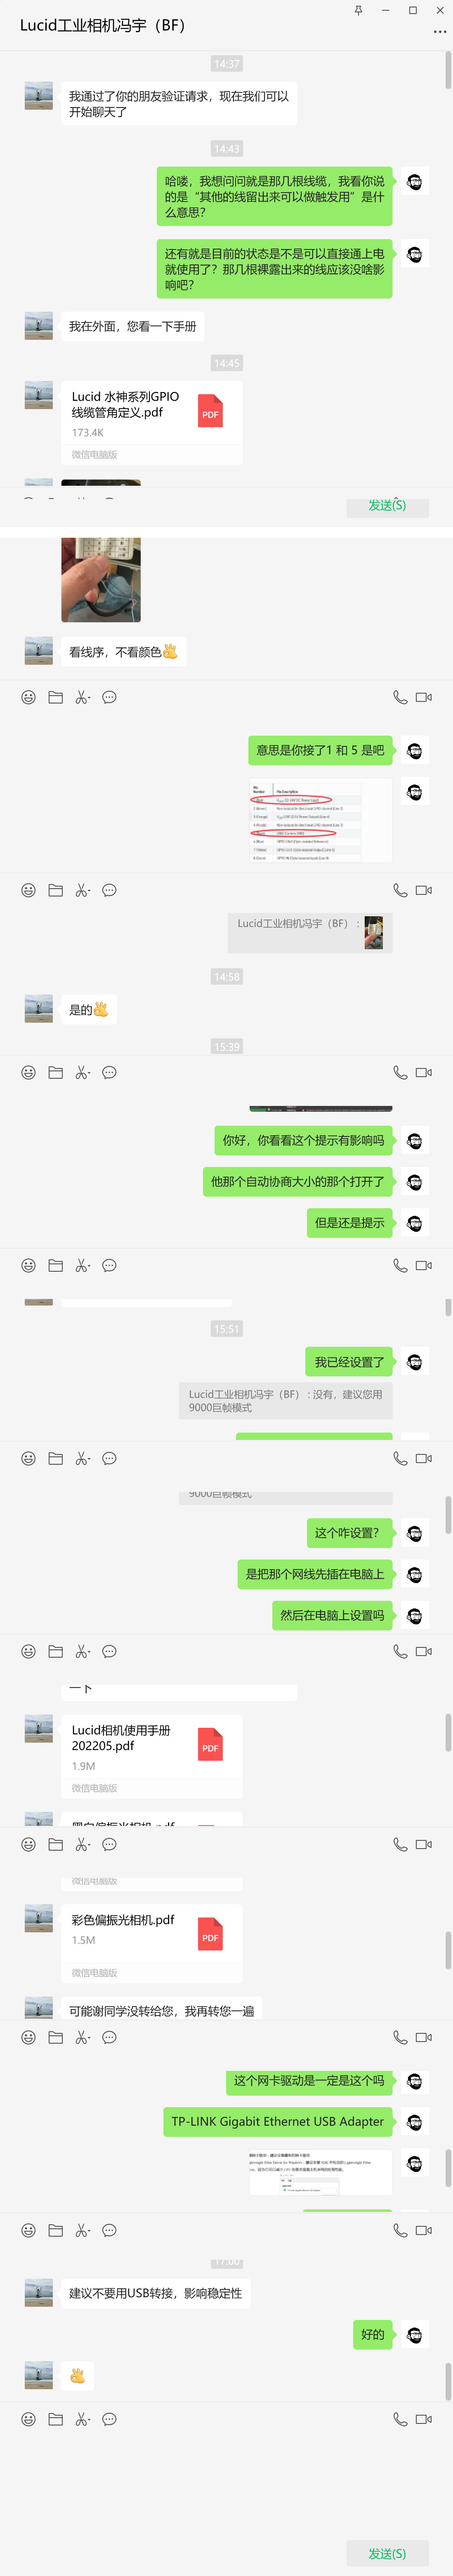 Lucid工业相机冯宇（BF）
14:37
我通过了你的朋友验证请求，现在我们可以
开始聊天了
14:43
哈喽，我想问问就是那几根线缆，我看你说
的是“其他的线留出来可以做触发用”是什
么意思？
还有就是目前的状态是不是可以直接通上电
就使用了？那几根裸露出来的线应该没啥影
响吧？
我在外面，您看一下手册
14:45
Lucid 水神系列GPIO
线缆管角定义.pdf
PDF
173.4K
微信电脑版
发送(S)
看线序，不看颜色
意思是你接了1 和 5 是吧
Lucid工业相机冯宇（BF）：
14:58
是的
15:39
你好，你看看这个提示有影响吗
他那个自动协商大小的那个打开了
但是还是提示
15:51
我已经设置了
Lucid工业相机冯宇（BF）：没有，建议您用
9000巨帧模式
9000巨帧模式
这个咋设置？
是把那个网线先插在电脑上
然后在电脑上设置吗
一下
Lucid相机使用手册
202205.pdf
PDF
1.9M
微信电脑版
黑白偏振光相机.pdf
微信电脑版
彩色偏振光相机.pdf
PDF
1.5M
微信电脑版
可能谢同学没转给您，我再转您一遍
这个网卡驱动是一定是这个吗
TP-LINK Gigabit Ethernet USB Adapter
17:00
建议不要用USB转接，影响稳定性
好的
发送(S)